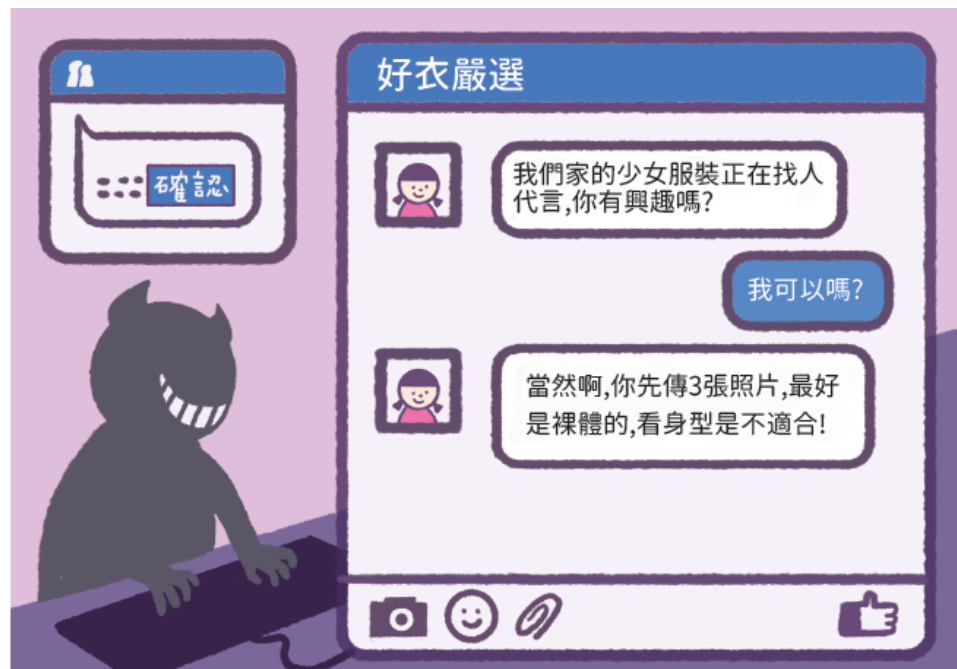 好衣嚴選
確認
我們家的少女服裝正在找人
代言,你有興趣嗎?
我可以嗎?
當然啊,你先傳3張照片,最好
是裸體的,看身型是不適合!